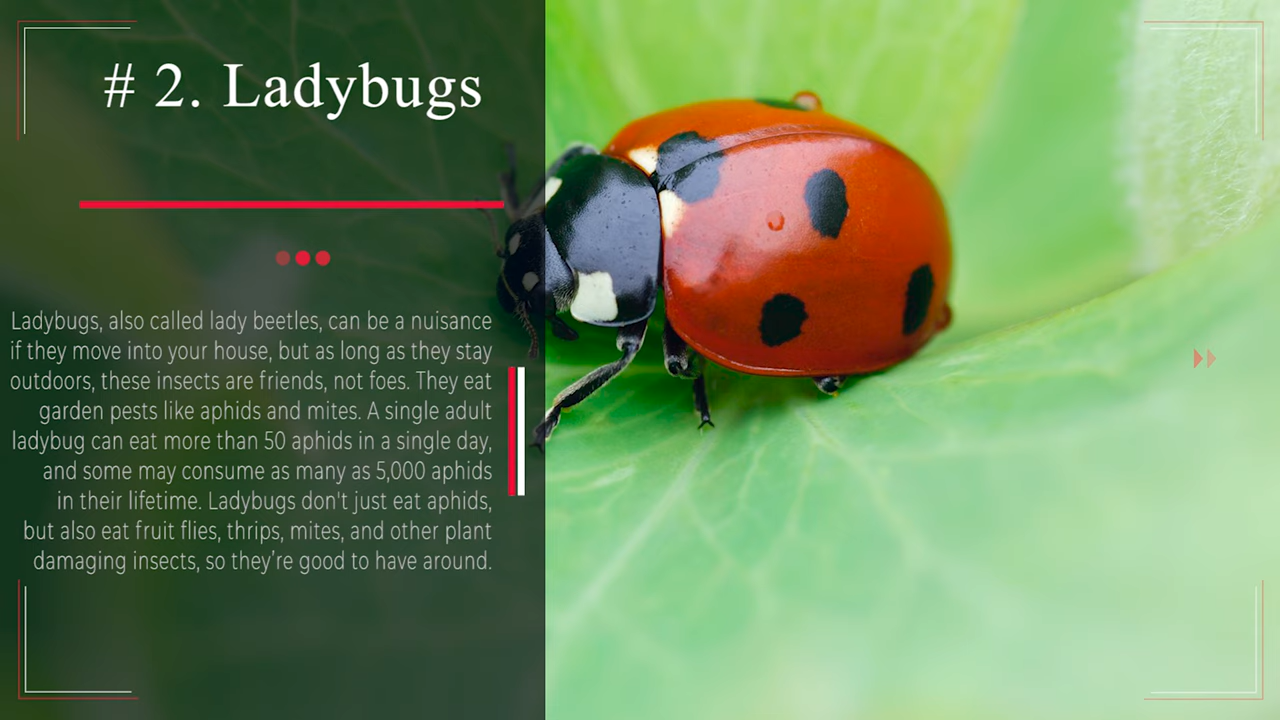 # 2. Ladybugs
Ladybugs, also called lady beetles, can be a nuisance
if they move into your house, but as long as they stay
outdoors, these insects are friends, not foes. They eat
garden pests like aphids and mites. A single adult
ladybug can eat more than 50 aphids in a single day,
and some may consume as many as 5,000 aphids
in their lifetime. Ladybugs don't just eat aphids,
but also eat fruit flies, thrips, mites, and other plant
damaging insects, so they’re good to have around.